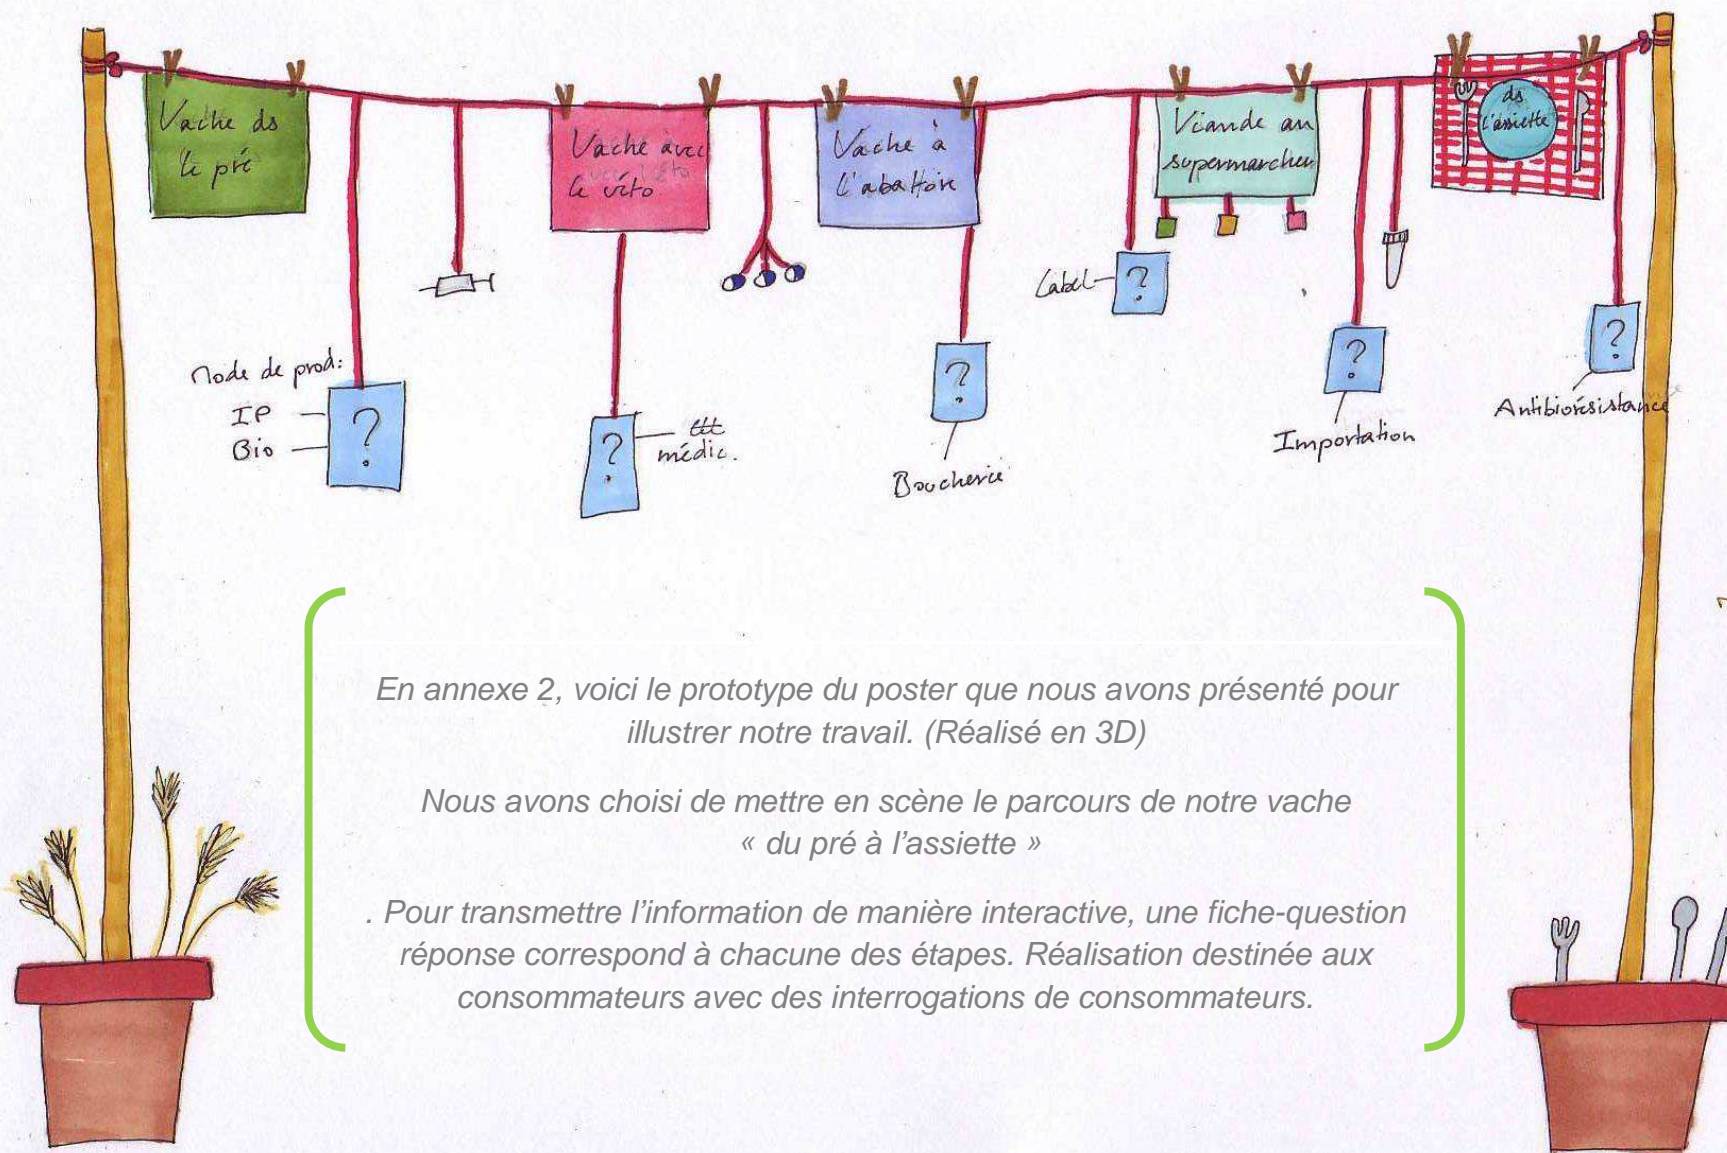 Vache ds
le pré
Vache avec
le véto
Vache à
l'abattoire
Viande au
supermarcher
ds
l'assiette
Mode de prod:
IP
Bio
?
?
médic.
?
Boucherie
Label
?
?
Importation
?
Antibiorésistance
En annexe 2, voici le prototype du poster que nous avons présenté pour
illustrer notre travail. (Réalisé en 3D)
Nous avons choisi de mettre en scène le parcours de notre vache
« du pré à l'assiette »
. Pour transmettre l'information de manière interactive, une fiche-question
réponse correspond à chacune des étapes. Réalisation destinée aux
consommateurs avec des interrogations de consommateurs.